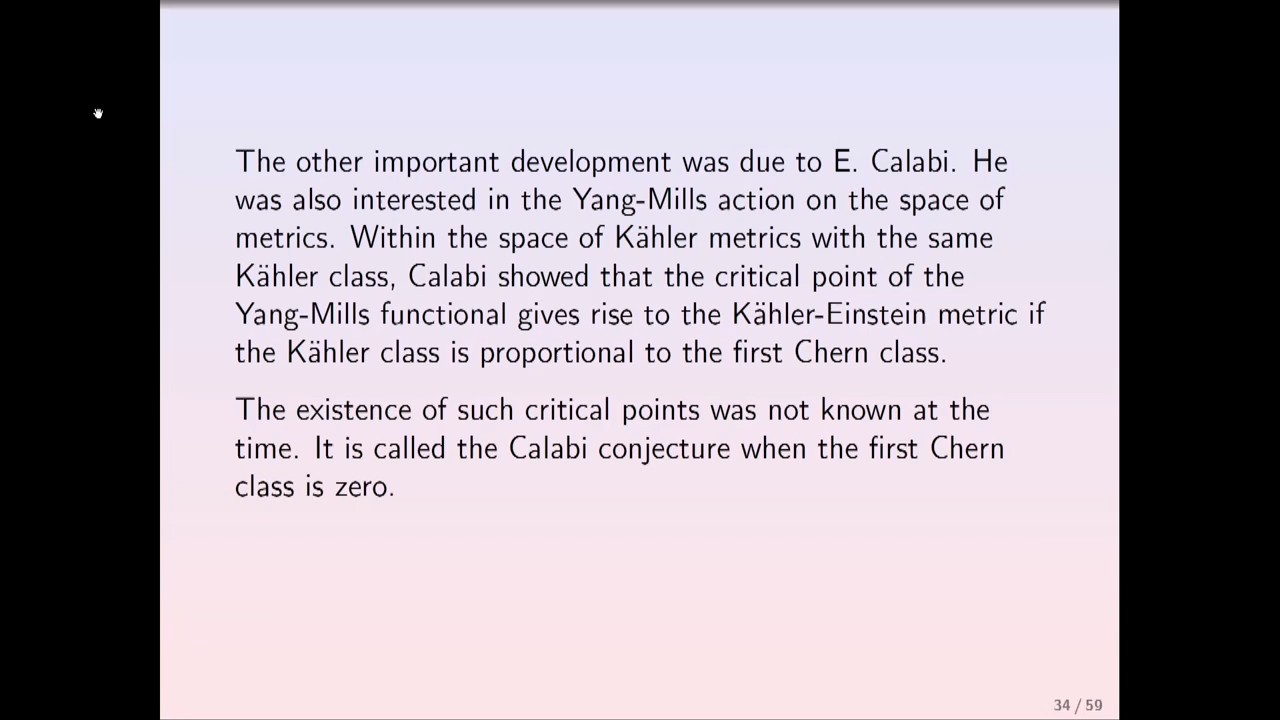 The other important development was due to E. Calabi. He
was also interested in the Yang-Mills action on the space of
metrics. Within the space of Kähler metrics with the same
Kähler class, Calabi showed that the critical point of the
Yang-Mills functional gives rise to the Kähler-Einstein metric if
the Kähler class is proportional to the first Chern class.
The existence of such critical points was not known at the
time. It is called the Calabi conjecture when the first Chern
class is zero.
34 / 59